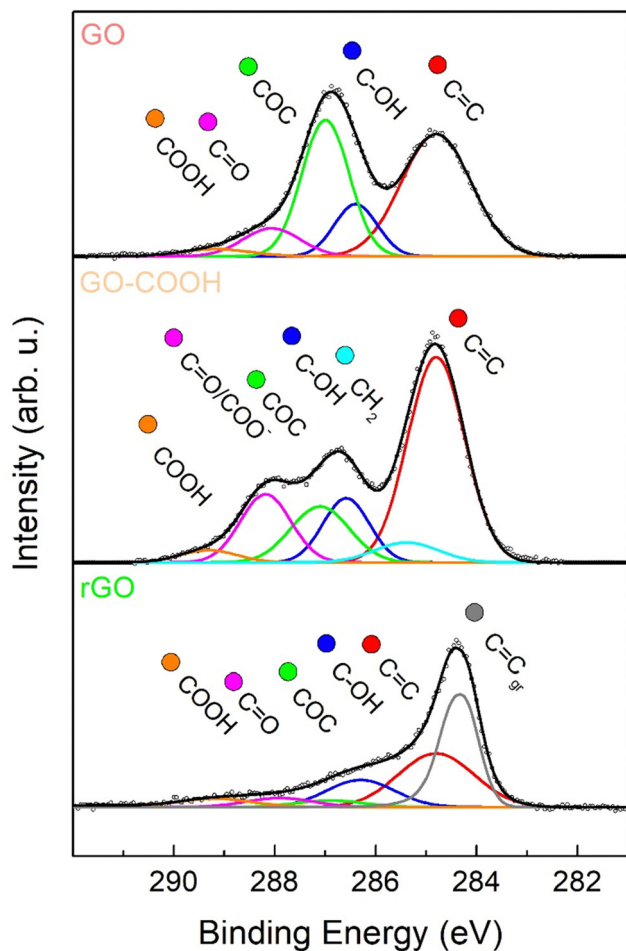 GO
COOH
C=O
COC
C-OH
C=C
GO-COOH
COOH
C=O/COO-
COC
C-OH
CH2
C=C
rGO
COOH
C=O
COC
C-OH
C=C
C=Cgr
Intensity (arb. u.)
290 288 286 284 282
Binding Energy (eV)